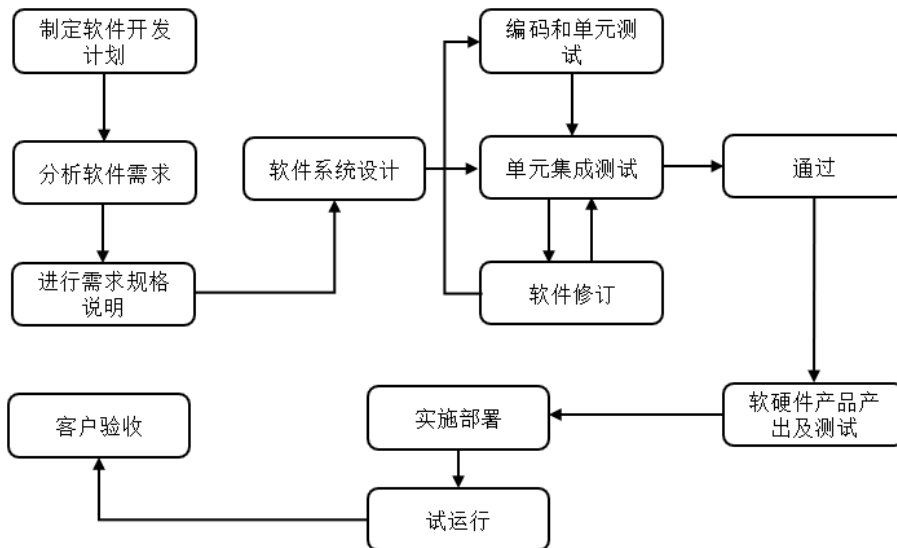 制定软件开发
计划
分析软件需求
进行需求规格
说明
软件系统设计
编码和单元测
试
单元集成测试
软件修订
通过
软硬件产品产
出及测试
实施部署
试运行
客户验收